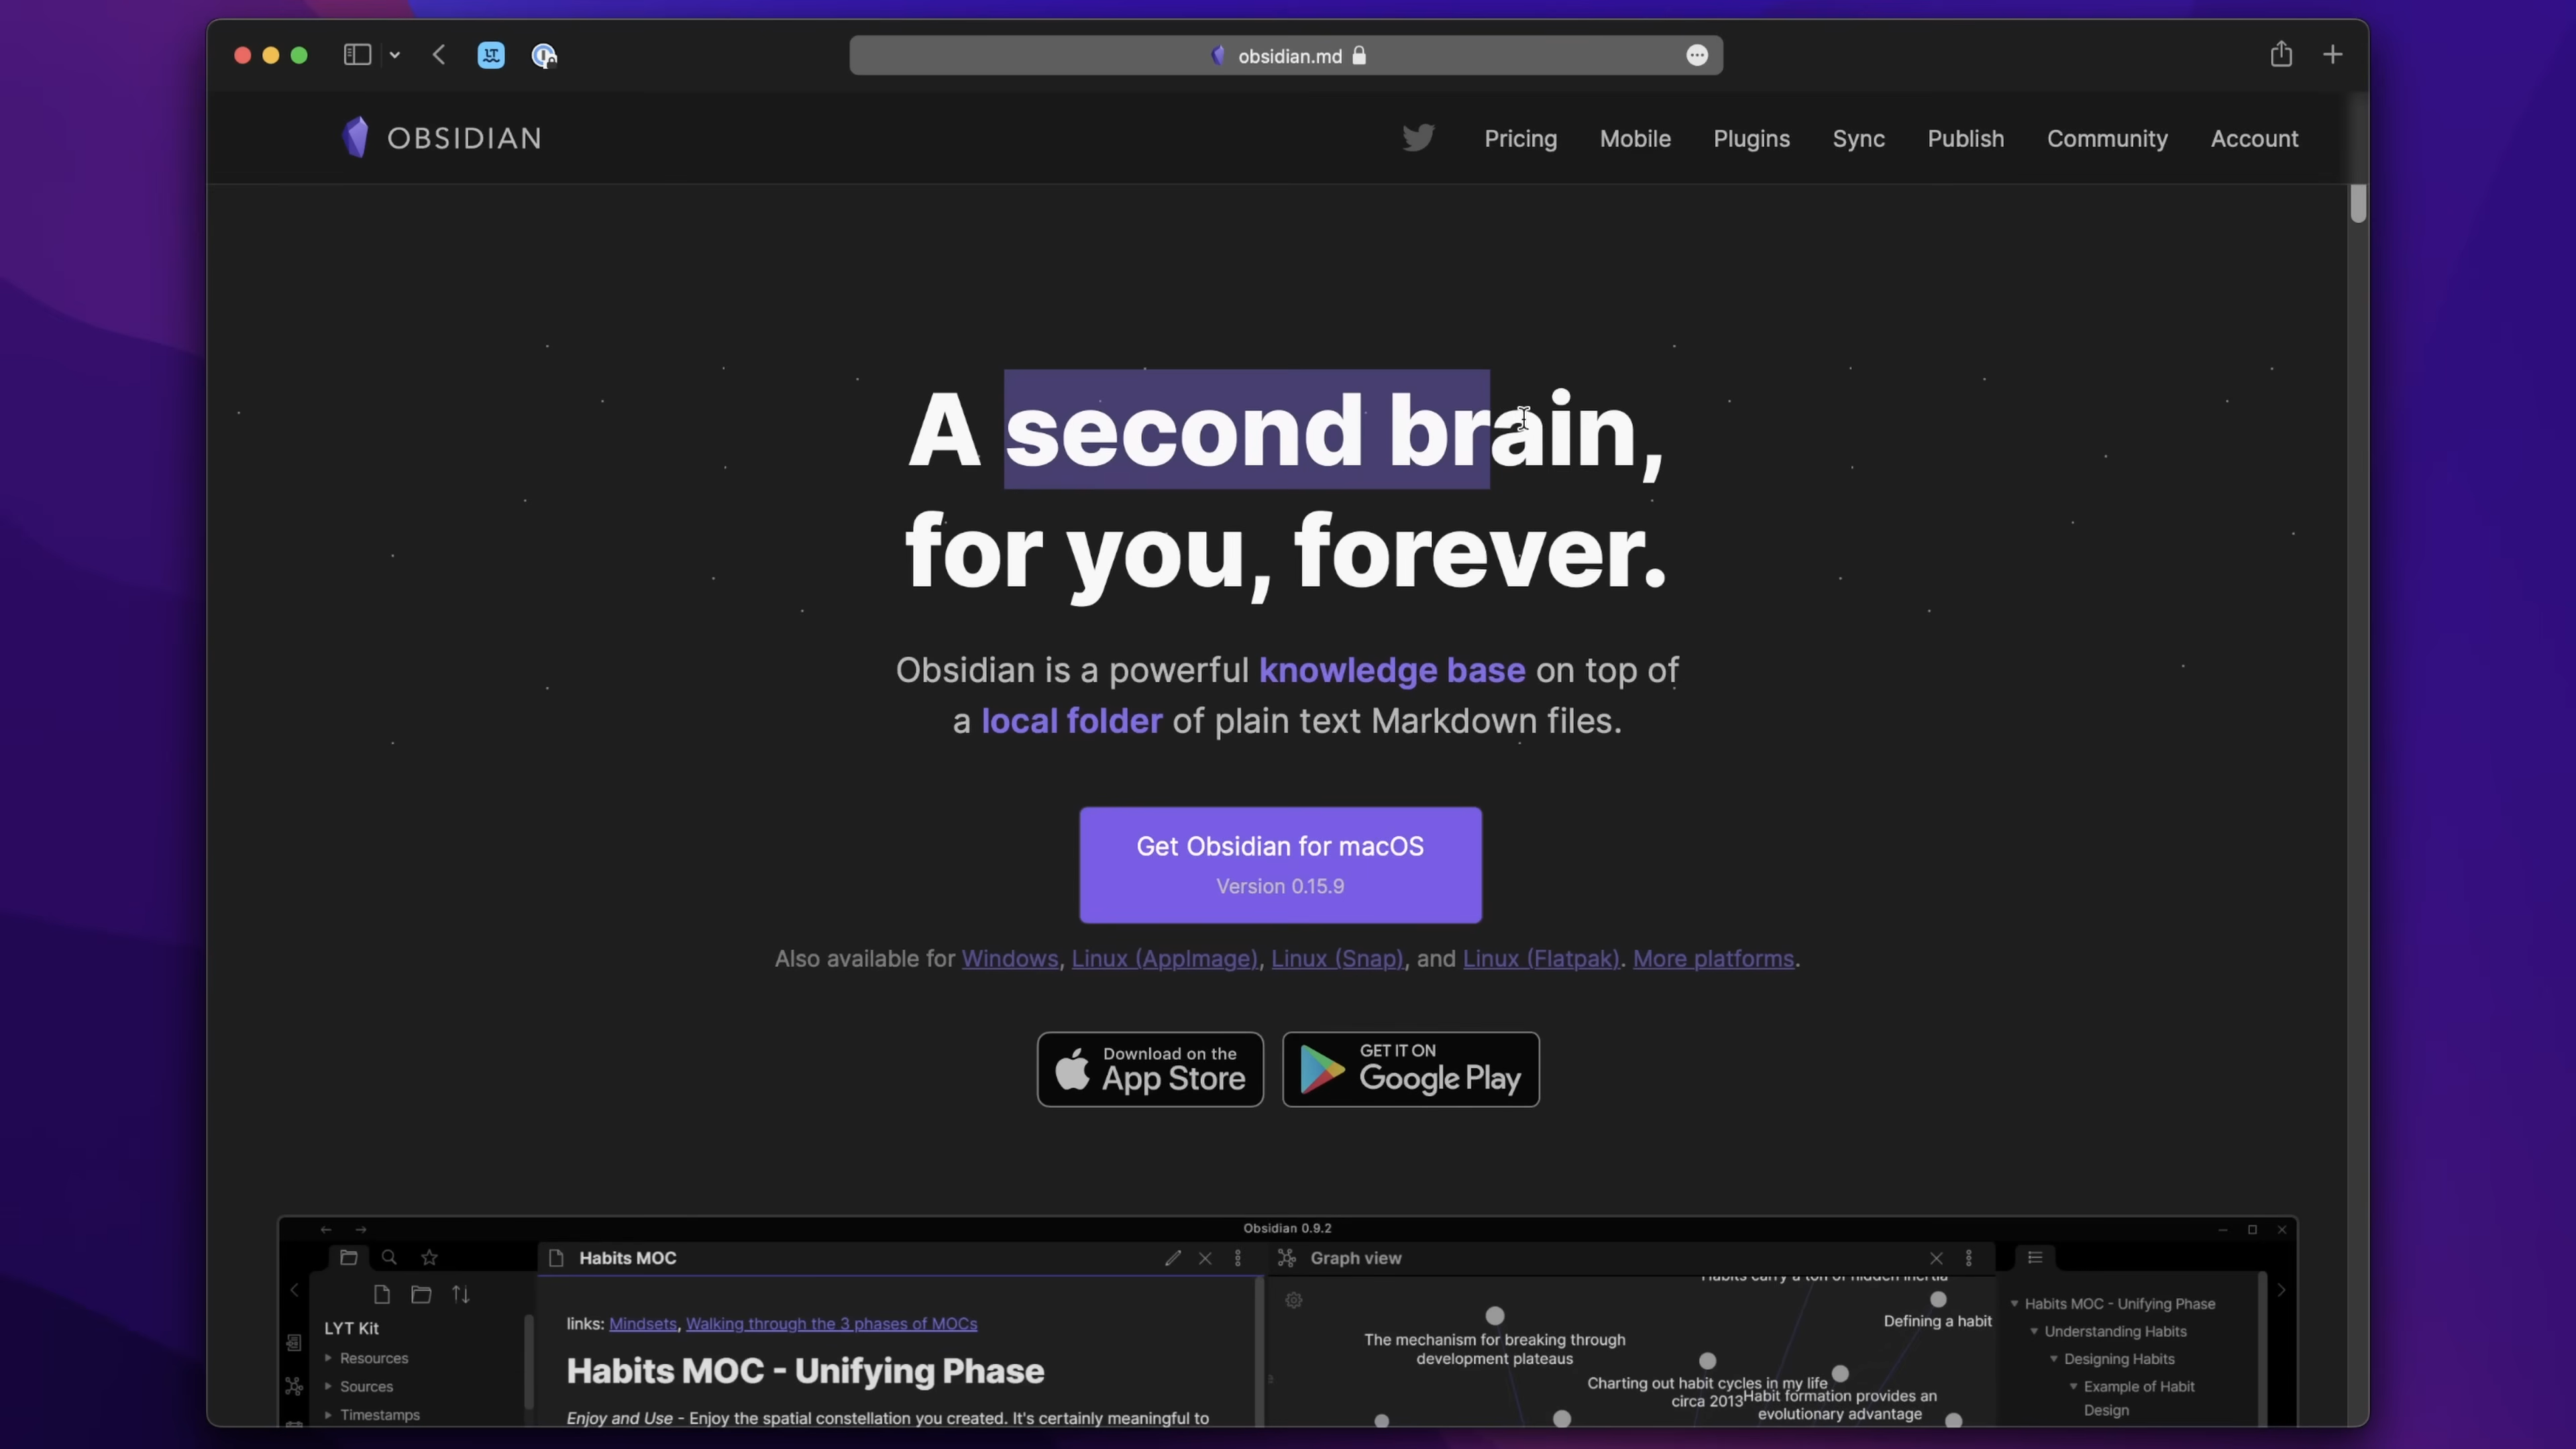 obsidian.md
OBSIDIAN
Pricing
Mobile
Plugins
Sync
Publish
Community
Account
A second brain,
for you, forever.
Obsidian is a powerful knowledge base on top of
a local folder of plain text Markdown files.
Get Obsidian for macOS
Version 0.15.9
Also available for Windows, Linux (AppImage), Linux (Snap), and Linux (Flatpak). More platforms.
Download on the
App Store
GET IT ON
Google Play
Obsidian 0.9.2
Habits MOC
Graph view
LYT Kit
Resources
Sources
Timestamps
links: Mindsets, Walking through the 3 phases of MOCs
Habits MOC - Unifying Phase
Enjoy and Use - Enjoy the spatial constellation you created. It's certainly meaningful to
Habits carry a ton of hidden inertia
Defining a habit
The mechanism for breaking through
development plateaus
Charting out habit cycles in my life
circa 2013
Habit formation provides an
evolutionary advantage
Habits MOC - Unifying Phase
Understanding Habits
Designing Habits
Example of Habit
Design